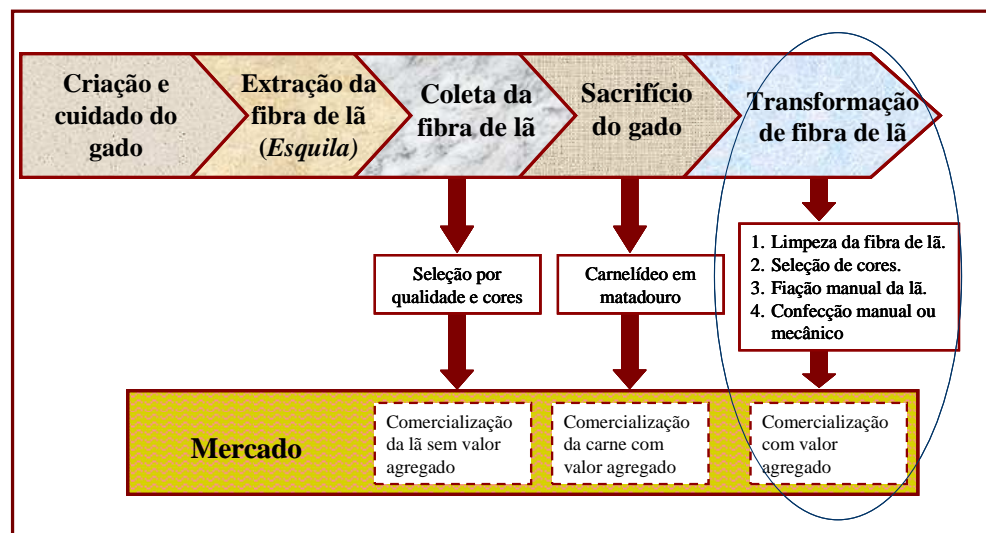 Criação e
cuidado do
gado
Extração da
fibra de lã
(Esquila)
Coleta da
fibra de lã
Sacrifício
do gado
Transformação
de fibra de lã
Seleção por
qualidade e cores
Carnelídeo em
matadouro
1. Limpeza da fibra de lã.
2. Seleção de cores.
3. Fiação manual da lã.
4. Confecção manual ou
mecânico
Mercado
Comercialização
da lã sem valor
agregado
Comercialização
da carne com
valor agregado
Comercialização
com valor
agregado